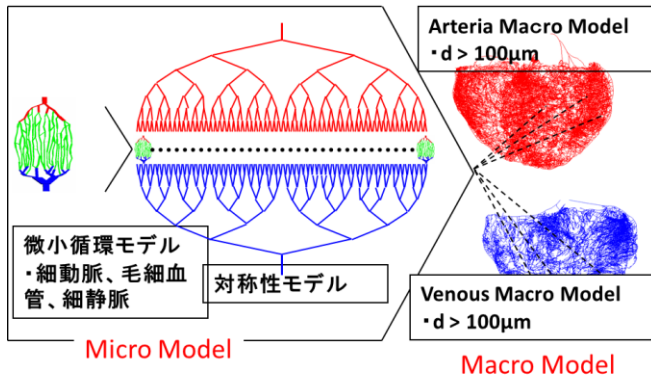 Arteria Macro Model
・d > 100μm
微小循環モデル
・細動脈、毛細血
管、細静脈
対称性モデル
Venous Macro Model
・d > 100μm
Micro Model
Macro Model